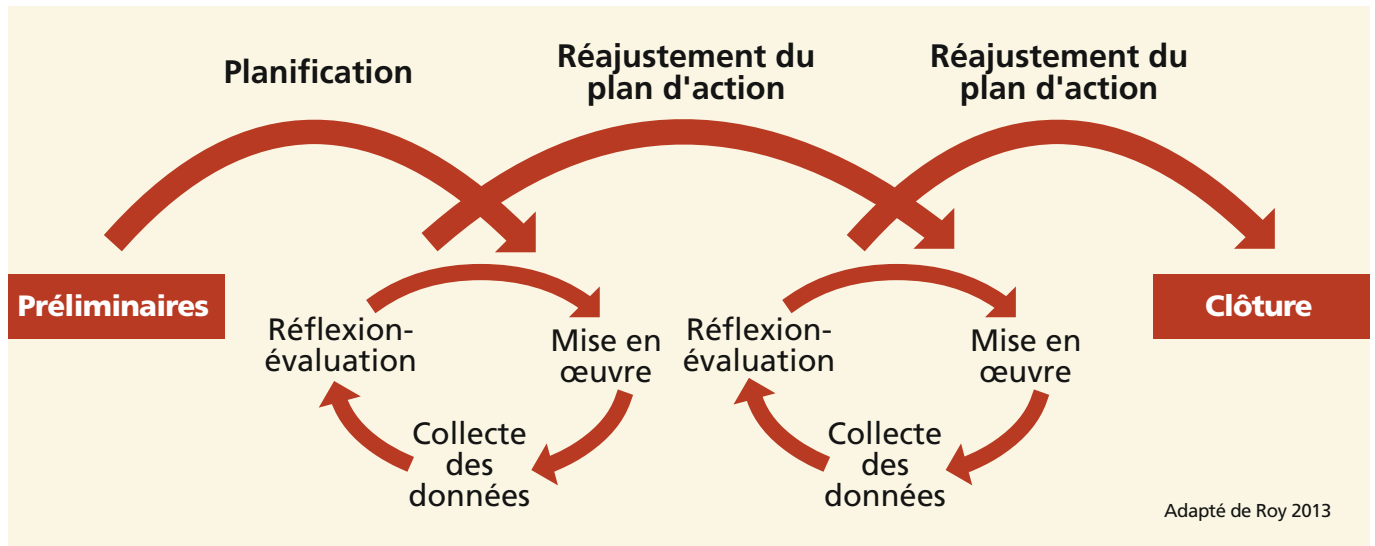 Planification
Réajustement du
plan d'action
Réajustement du
plan d'action
Préliminaires
Réflexion-
évaluation
Mise en
œuvre
Collecte
des
données
Réflexion-
évaluation
Mise en
œuvre
Collecte
des
données
Clôture
Adapté de Roy 2013